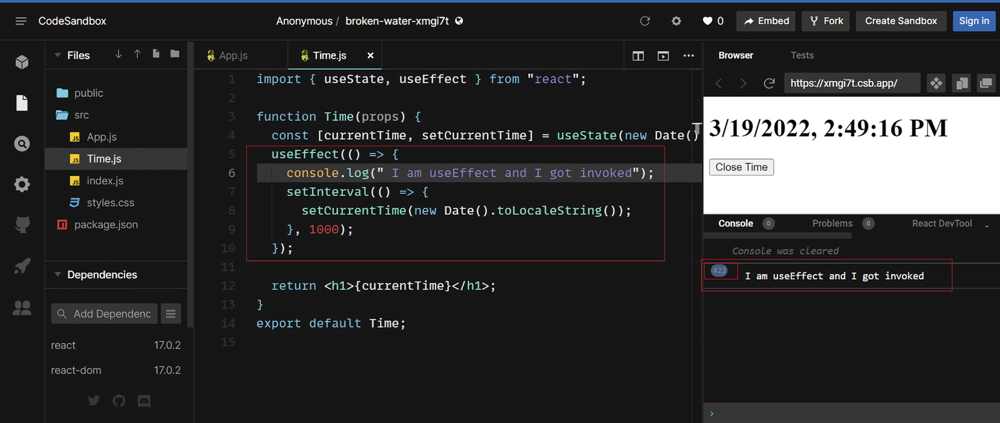 CodeSandbox
Anonymous / broken-water-xmgi7t
0
Embed
Fork
Create Sandbox
Sign in
Files
public
src
JS App.js
JS Time.js
JS index.js
styles.css
package.json
Dependencies
Add Dependenc
react 17.0.2
react-dom 17.0.2
App.js
Time.js
1 import { useState, useEffect } from "react";
2
3 function Time(props) {
4 const [currentTime, setCurrentTime] = useState(new Date()
5 useEffect(() => {
6 console.log(" I am useEffect and I got invoked");
7 setInterval(() => {
8 setCurrentTime(new Date().toLocaleString());
9 }, 1000);
10 });
11
12 return <h1>{currentTime}</h1>;
13 }
14 export default Time;
15
Browser Tests
https://xmgi7t.csb.app/
3/19/2022, 2:49:16 PM
Close Time
Console 0 Problems 0 React DevTool
Console was cleared
422 I am useEffect and I got invoked